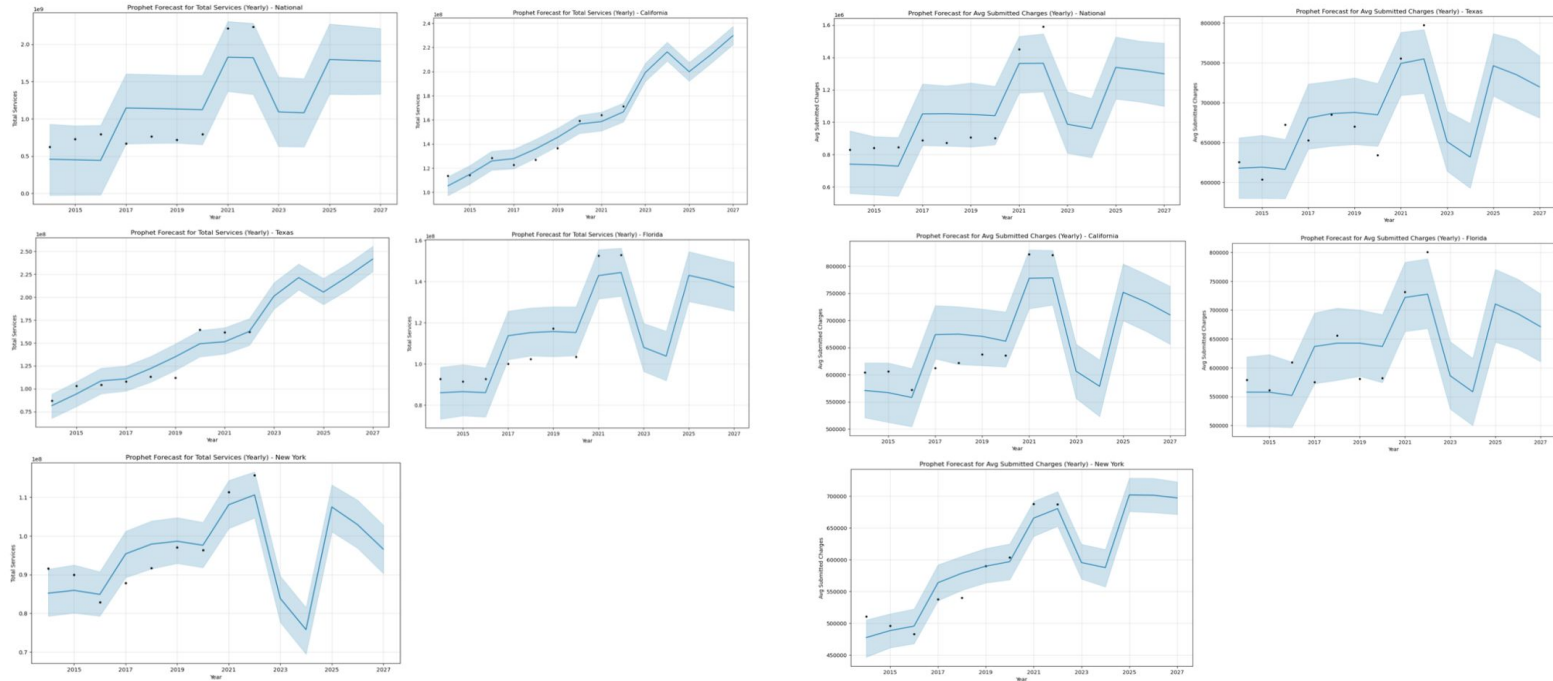 Prophet Forecast for Total Services (Yearly) - National
1e9
2.0
1.5
1.0
0.5
0.0
Total Services
2015 2017 2019 2021 2023 2025 2027
Year
Prophet Forecast for Total Services (Yearly) - California
1e8
2.4
2.2
2.0
1.8
1.6
1.4
1.2
1.0
Total Services
2015 2017 2019 2021 2023 2025 2027
Year
Prophet Forecast for Avg Submitted Charges (Yearly) - National
1e6
1.6
1.4
1.2
1.0
0.8
0.6
Avg Submitted Charges
2015 2017 2019 2021 2023 2025 2027
Year
Prophet Forecast for Avg Submitted Charges (Yearly) - Texas
800000
750000
700000
650000
600000
Avg Submitted Charges
2015 2017 2019 2021 2023 2025 2027
Year
Prophet Forecast for Total Services (Yearly) - Texas
1e8
2.50
2.25
2.00
1.75
1.50
1.25
1.00
0.75
Total Services
2015 2017 2019 2021 2023 2025 2027
Year
Prophet Forecast for Total Services (Yearly) - Florida
1e8
1.6
1.4
1.2
1.0
0.8
Total Services
2015 2017 2019 2021 2023 2025 2027
Year
Prophet Forecast for Avg Submitted Charges (Yearly) - California
800000
750000
700000
650000
600000
550000
500000
Avg Submitted Charges
2015 2017 2019 2021 2023 2025 2027
Year
Prophet Forecast for Avg Submitted Charges (Yearly) - Florida
800000
750000
700000
650000
600000
550000
500000
Avg Submitted Charges
2015 2017 2019 2021 2023 2025 2027
Year
Prophet Forecast for Total Services (Yearly) - New York
1e8
1.1
1.0
0.9
0.8
0.7
Total Services
2015 2017 2019 2021 2023 2025 2027
Year
Prophet Forecast for Avg Submitted Charges (Yearly) - New York
700000
650000
600000
550000
500000
450000
Avg Submitted Charges
2015 2017 2019 2021 2023 2025 2027
Year